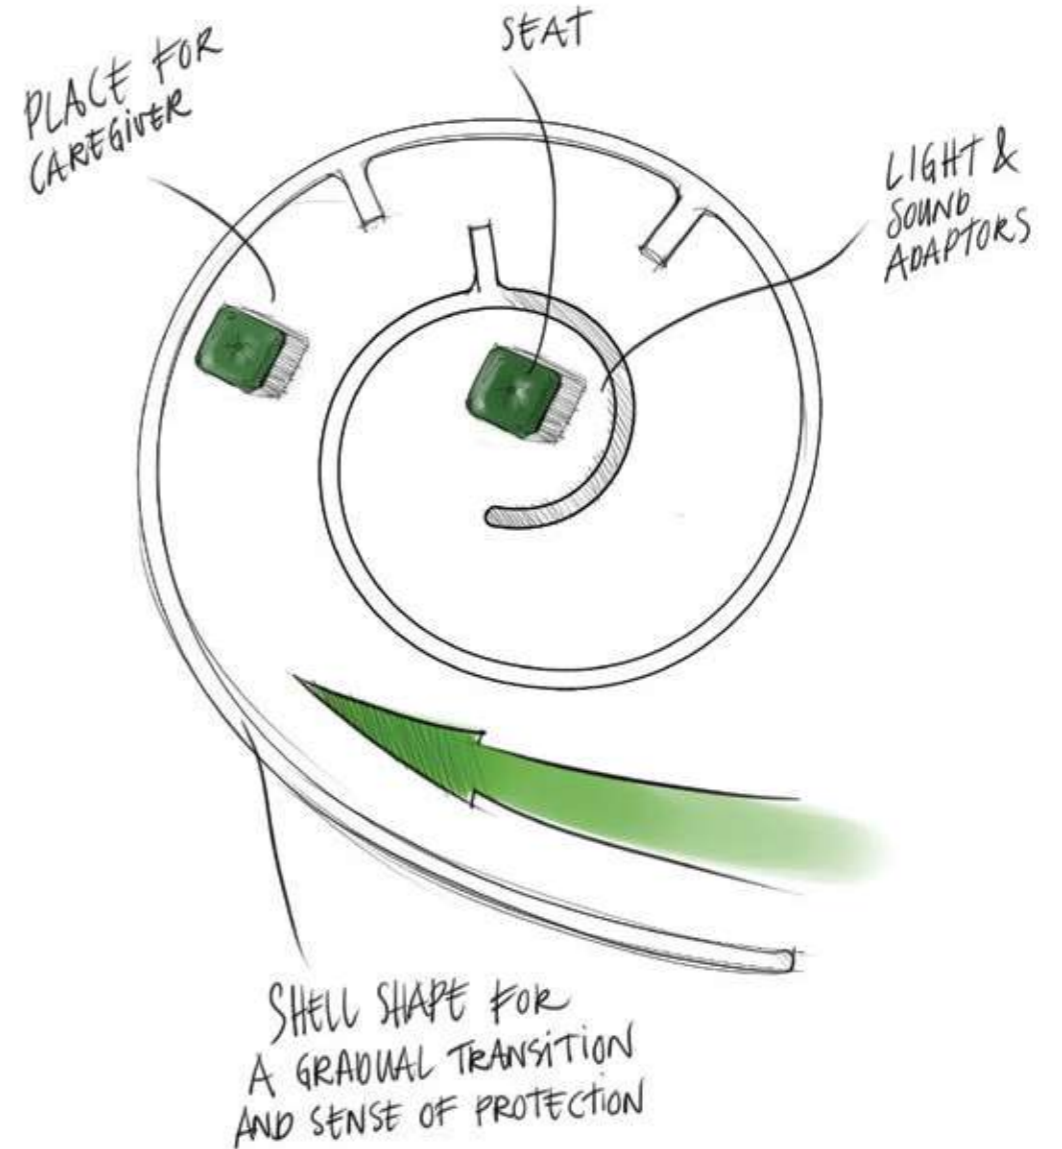 SEAT
PLACE FOR
CAREGIVER
LIGHT &
SOUND
ADAPTORS
SHELL SHAPE FOR
A GRADUAL TRANSITION
AND SENSE OF PROTECTION